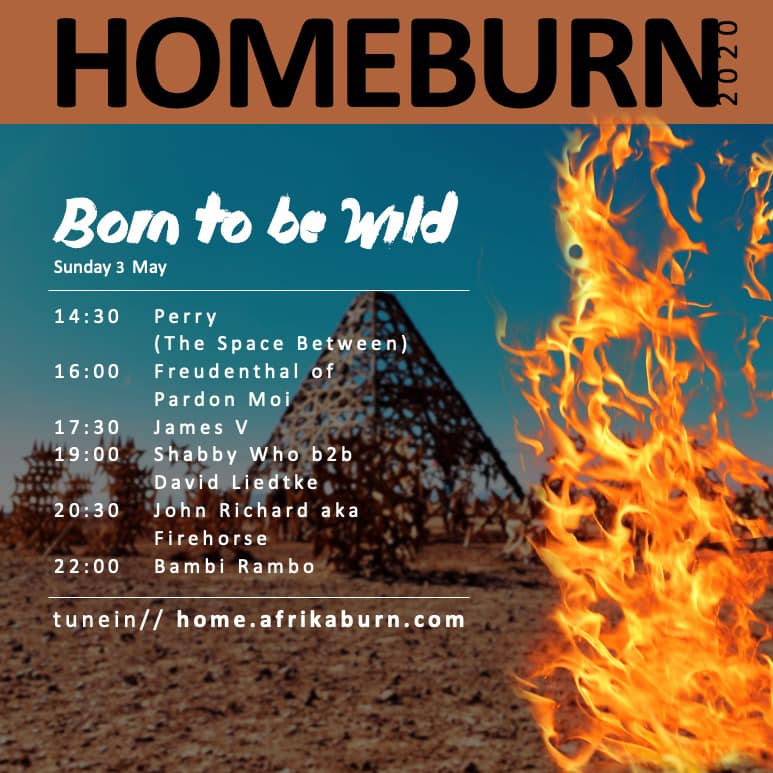 HOMEBURN 2020
Born to be Wild
Sunday 3 May
14:30 Perry
(The Space Between)
16:00 Freudenthal of
Pardon Moi
17:30 James V
19:00 Shabby Who b2b
David Liedtke
20:30 John Richard aka
Firehorse
22:00 Bambi Rambo
tunein// home.afrikaburn.com